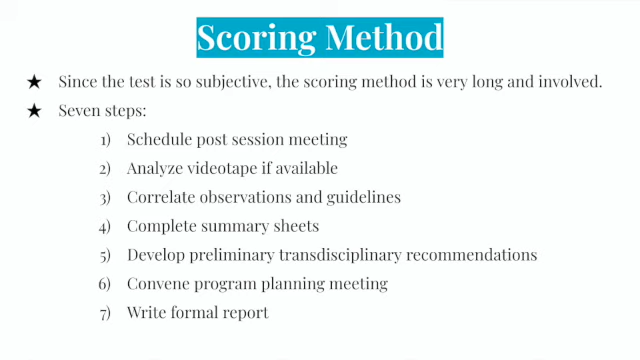 Scoring Method
★ Since the test is so subjective, the scoring method is very long and involved.
★ Seven steps:
1) Schedule post session meeting
2) Analyze videotape if available
3) Correlate observations and guidelines
4) Complete summary sheets
5) Develop preliminary transdisciplinary recommendations
6) Convene program planning meeting
7) Write formal report